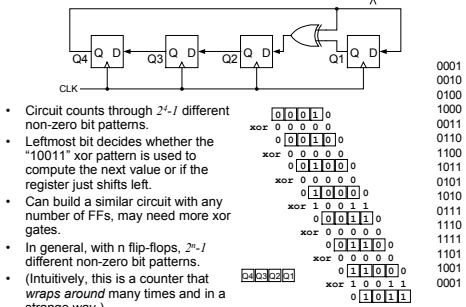 Q D
Q D
Q D
Q D
Q4
Q3
Q2
Q1
CLK
• Circuit counts through 2⁴-1 different
non-zero bit patterns.
• Leftmost bit decides whether the
"10011" xor pattern is used to
compute the next value or if the
register just shifts left.
• Can build a similar circuit with any
number of FFs, may need more xor
gates.
• In general, with n flip-flops, 2ⁿ-1
different non-zero bit patterns.
• (Intuitively, this is a counter that
wraps around many times and in a
strange way.)
0 0 0 1 0
xor 0 0 0 0 0
0 0 0 1 0 0
xor 0 0 0 0 0
0 0 1 0 0 0
xor 0 0 0 0 0
0 1 0 0 0 0
xor 1 0 0 1 1
0 0 0 1 1 0
xor 0 0 0 0 0
0 0 1 1 0 0
xor 0 0 0 0 0
0 1 1 0 0 0
xor 1 0 0 1 1
0 1 0 1 1
Q4 Q3 Q2 Q1
0001
0010
0100
1000
0011
0110
1100
1011
0101
1010
0111
1110
1111
1101
1001
0001